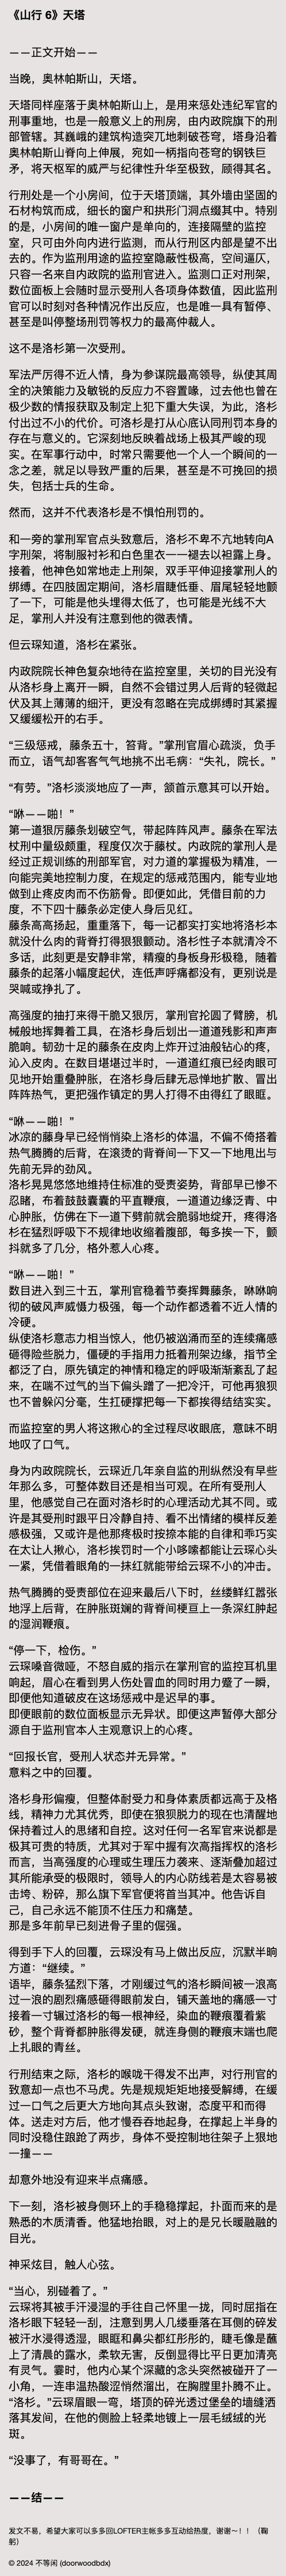 《山行 6》天塔
——正文开始——
当晚，奥林帕斯山，天塔。
天塔同样座落于奥林帕斯山上，是用来惩处违纪军官的
刑事重地，也是一般意义上的刑房，由内政院旗下的刑
部管辖。其巍峨的建筑构造突兀地刺破苍穹，塔身沿着
奥林帕斯山脊向上伸展，宛如一柄指向苍穹的钢铁巨
矛，将天枢军的威严与纪律性升华至极致，顾得其名。
行刑处是一个小房间，位于天塔顶端，其外墙由坚固的
石材构筑而成，细长的窗户和拱形门洞点缀其中。特别
的是，小房间的唯一窗户是单向的，连接隔壁的监控
室，只可由外向内进行监测，而从行刑区内部是望不出
去的。作为监刑用途的监控室隐蔽性极高，空间逼仄，
只容一名来自内政院的监刑官进入。监测口正对刑架，
数位面板上会随时显示受刑人各项身体数值，因此监刑
官可以时刻对各种情况作出反应，也是唯一具有暂停、
甚至是叫停整场刑罚等权力的最高仲裁人。
这不是洛杉第一次受刑。
军法严厉得不近人情，身为参谋院最高领导，纵使其周
全的决策能力及敏锐的反应力不容置喙，过去他也曾在
极少数的情报获取及制定上犯下重大失误，为此，洛杉
付出过不小的代价。可洛杉是打从心底认同刑罚本身的
存在与意义的。它深刻地反映着战场上极其严峻的现
实。在军事行动中，时常只需要他一个人一个瞬间的一
念之差，就足以导致严重的后果，甚至是不可挽回的损
失，包括士兵的生命。
然而，这并不代表洛杉是不惧怕刑罚的。
和一旁的掌刑军官点头致意后，洛杉不卑不亢地转向A
字刑架，将制服衬衫和白色里衣一一褪去以袒露上身。
接着，他神色如常地走上刑架，双手平伸迎接掌刑人的
绑缚。在四肢固定期间，洛杉眉睫低垂、眉尾轻轻地颤
了一下，可能是他头埋得太低了，也可能是光线不大
足，掌刑人并没有注意到他的微表情。
但云琛知道，洛杉在紧张。
内政院院长神色复杂地待在监控室里，关切的目光没有
从洛杉身上离开一瞬，自然不会错过男人后背的轻微起
伏及其上薄薄的细汗，更没有忽略在完成绑缚时其紧握
又缓缓松开的右手。
“三级惩戒，藤条五十，笞背。”掌刑官眉心疏淡，负手
而立，语气却客客气气地挑不出毛病：“失礼，院长。”
“有劳。”洛杉淡淡地应了一声，颔首示意其可以开始。
“咻——啪！”
第一道狠厉藤条划破空气，带起阵阵风声。藤条在军法
杖刑中量级颇重，程度仅次于藤杖。内政院的掌刑人是
经过正规训练的刑部军官，对力道的掌握极为精准，一
向能完美地控制力度，在规定的惩戒范围内，能专业地
做到止疼皮肉而不伤筋骨。即便如此，凭借目前的力
度，不下四十藤条必定使人身后见红。
藤条高高扬起，重重落下，每一记都实打实地将洛杉本
就没什么肉的背脊打得狠狠颤动。洛杉性子本就清冷不
多话，此刻更是安静非常，精瘦的身板身形极稳，随着
藤条的起落小幅度起伏，连低声呼痛都没有，更别说是
哭喊或挣扎了。
高强度的抽打来得干脆又狠厉，掌刑官抡圆了臂膀，机
械般地挥舞着工具，在洛杉身后划出一道道残影和声声
脆响。韧劲十足的藤条在皮肉上炸开过油般钻心的疼，
沁入皮肉。在数目堪堪过半时，一道道红痕已经肉眼可
见地开始重叠肿胀，在洛杉身后肆无忌惮地扩散、冒出
阵阵热气，更把强作镇定的男人打得不由得红了眼眶。
“咻——啪！”
冰凉的藤身早已经悄悄染上洛杉的体温，不偏不倚搭着
热气腾腾的后背，在滚烫的背脊间一下又一下地甩出与
先前无异的劲风。
洛杉晃晃悠悠地维持住标准的受责姿势，背部早已惨不
忍睹，布着鼓鼓囊囊的平直鞭痕，一道道边缘泛青、中
心肿胀，仿佛在下一道下劈前就会脆弱地绽开，疼得洛
杉在猛烈呼吸下不规律地收缩着腹部，每多挨一下，颤
抖就多了几分，格外惹人心疼。
“咻——啪！”
数目进入到三十五，掌刑官稳着节奏挥舞藤条，咻咻响
彻的破风声威慑力极强，每一个动作都透着不近人情的
冷硬。
纵使洛杉意志力相当惊人，他仍被汹涌而至的连续痛感
砸得险些脱力，僵硬的手指用力抵着刑架边缘，指节全
都泛了白，原先镇定的神情和稳定的呼吸渐渐紊乱了起
来，在喘不过气的当下偏头蹭了一把冷汗，可他再狼狈
也不曾躲闪分毫，生扛硬撑把每一下都挨得结结实实。
而监控室的男人将这揪心的全过程尽收眼底，意味不明
地叹了口气。
身为内政院院长，云琛近几年亲自监的刑纵然没有早些
年那么多，可整体数目还是相当可观。在所有受刑人
里，他感觉自己在面对洛杉时的心理活动尤其不同。或
许是其受刑时跟平日冷静自持、看不出情绪的模样反差
感极强，又或许是他那疼极时按捺本能的自律和乖巧实
在太让人揪心，洛杉挨罚时一个小哆嗦都能让云琛心头
一紧，凭借着眼角的一抹红就能带给云琛不小的冲击。
热气腾腾的受责部位在迎来最后八下时，丝缕鲜红嚣张
地浮上后背，在肿胀斑斓的背脊间梗亘上一条深红肿起
的湿润鞭痕。
“停一下，检伤。”
云琛嗓音微哑，不怒自威的指示在掌刑官的监控耳机里
响起，眉心在看到男人伤处冒血的同时用力蹙了一瞬，
即便他知道破皮在这场惩戒中是迟早的事。
即便眼前的数位面板显示无异状。即便这声暂停大部分
源自于监刑官本人主观意识上的心疼。
“回报长官，受刑人状态并无异常。”
意料之中的回覆。
洛杉身形偏瘦，但整体耐受力和身体素质都远高于及格
线，精神力尤其优秀，即使在狼狈脱力的现在也清醒地
保持着过人的思绪和自控。这对任何一名军官来说都是
极其可贵的特质，尤其对于军中握有次高指挥权的洛杉
而言，当高强度的心理或生理压力袭来、逐渐叠加超过
其所能承受的极限时，领导人的内心防线若是太容易被
击垮、粉碎，那么旗下军官便将首当其冲。他告诉自
己，自己永远不能顶不住压力和痛楚。
那是多年前早已刻进骨子里的倔强。
得到手下人的回覆，云琛没有马上做出反应，沉默半晌
方道：“继续。”
语毕，藤条猛烈下落，才刚缓过气的洛杉瞬间被一浪高
过一浪的剧烈痛感砸得眼前发白，铺天盖地的痛感一寸
接着一寸辗过洛杉的每一根神经，染血的鞭痕覆着紫
砂，整个背脊都肿胀得发硬，就连身侧的鞭痕末端也爬
上扎眼的青丝。
行刑结束之际，洛杉的喉咙干得发不出声，对行刑官的
致意却一点也不马虎。先是规规矩矩地接受解缚，在缓
过一口气之后更大方地向其点头致谢，态度平和而得
体。送走对方后，他才慢吞吞地起身，在撑起上半身的
同时没稳住踉跄了两步，身体不受控制地往架子上狠地
一撞——
却意外地没有迎来半点痛感。
下一刻，洛杉被身侧环上的手稳稳撑起，扑面而来的是
熟悉的木质清香。他猛地抬眼，对上的是兄长暖融融的
目光。
神采炫目，触人心弦。
“当心，别碰着了。”
云琛将其被手汗浸湿的手往自己怀里一拢，同时屈指在
洛杉眼下轻轻一刮，注意到男人几缕垂落在耳侧的碎发
被汗水浸得透湿，眼眶和鼻尖都红彤彤的，睫毛像是蘸
上了清晨的露水，柔软无害，反倒显得比平日更加清亮
有灵气。霎时，他内心某个深藏的念头突然被碰开了一
小角，一连串温热酸涩悄然溜出，在胸膛里扑腾不止。
“洛杉。”云琛眉眼一弯，塔顶的碎光透过堡垒的墙缝洒
落其发间，在他的侧脸上轻柔地镀上一层毛绒绒的光
斑。
“没事了，有哥哥在。”
——结——
发文不易，希望大家可以多多回LOFTER主帐多多互动给热度，谢谢～！！（鞠
躬）
© 2024 不等闲 (doorwoodbdx)